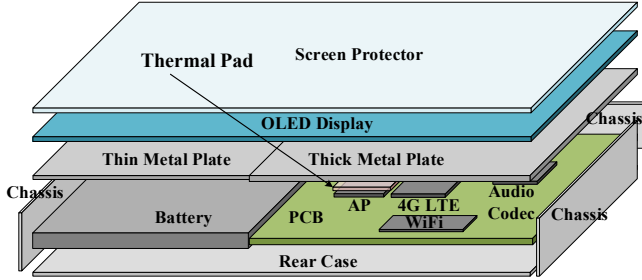 Screen Protector
Thermal Pad
OLED Display
Chassis
Thin Metal Plate
Thick Metal Plate
Chassis
AP
4G LTE
Audio
Codec
Battery
PCB
WiFi
Chassis
Rear Case